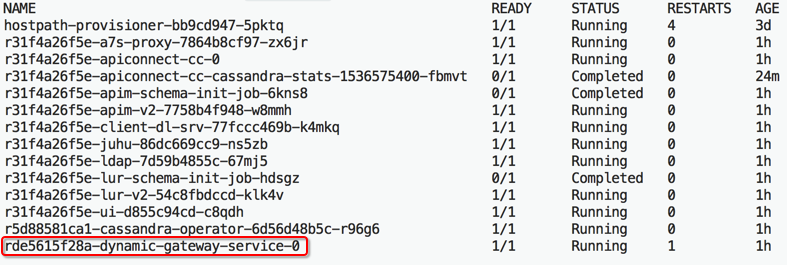 NAME READY STATUS RESTARTS AGE
hostpath-provisioner-bb9cd947-5pktq 1/1 Running 4 3d
r31f4a26f5e-a7s-proxy-7864b8cf97-zx6jr 1/1 Running 0 1h
r31f4a26f5e-apiconnect-cc-0 1/1 Running 0 1h
r31f4a26f5e-apiconnect-cc-cassandra-stats-1536575400-fbmvt 0/1 Completed 0 24m
r31f4a26f5e-apim-schema-init-job-6kns8 0/1 Completed 0 1h
r31f4a26f5e-apim-v2-7758b4f948-w8mmh 1/1 Running 0 1h
r31f4a26f5e-client-dl-srv-77fccc469b-k4mkq 1/1 Running 0 1h
r31f4a26f5e-juhu-86dc669cc9-ns5zb 1/1 Running 0 1h
r31f4a26f5e-ldap-7d59b4855c-67mj5 1/1 Running 0 1h
r31f4a26f5e-lur-schema-init-job-hdsgz 0/1 Completed 0 1h
r31f4a26f5e-lur-v2-54c8fbdccd-klk4v 1/1 Running 0 1h
r31f4a26f5e-ui-d855c94cd-c8qdh 1/1 Running 0 1h
r5d88581ca1-cassandra-operator-6d56d48b5c-r96g6 1/1 Running 0 1h
rde5615f28a-dynamic-gateway-service-0 1/1 Running 1 1h